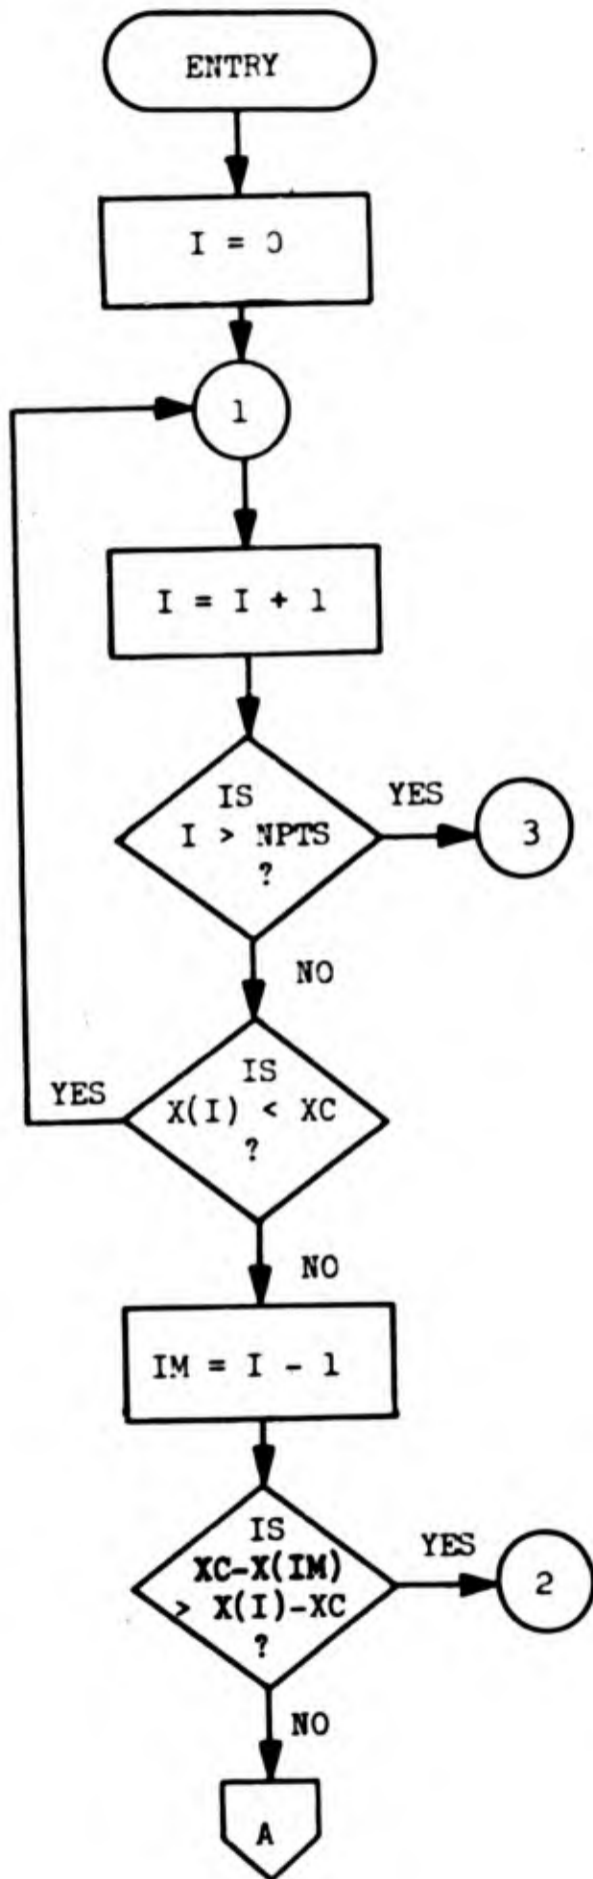 ENTRY
I = 0
1
I = I + 1
IS
I > NPTS
?
YES
3
NO
IS
X(I) < XC
?
YES
NO
IM = I - 1
IS
XC-X(IM)
> X(I)-XC
?
YES
2
NO
A